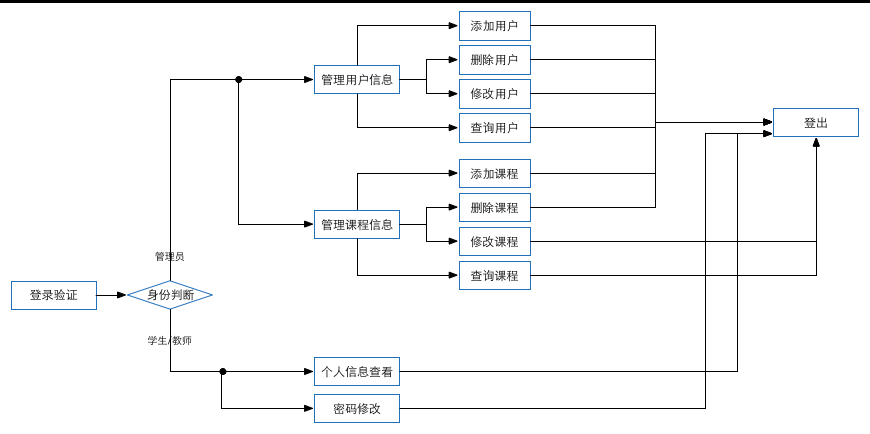 添加用户
删除用户
管理用户信息
修改用户
查询用户
登出
添加课程
删除课程
管理课程信息
修改课程
查询课程
管理员
登录验证
身份判断
学生/教师
个人信息查看
密码修改